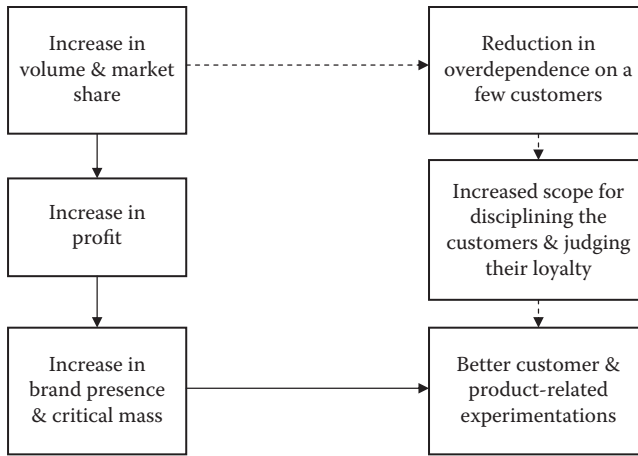 Increase in
volume & market
share
Reduction in
overdependence on a
few customers
Increase in
profit
Increased scope for
disciplining the
customers & judging
their loyalty
Increase in
brand presence
& critical mass
Better customer &
product-related
experimentations